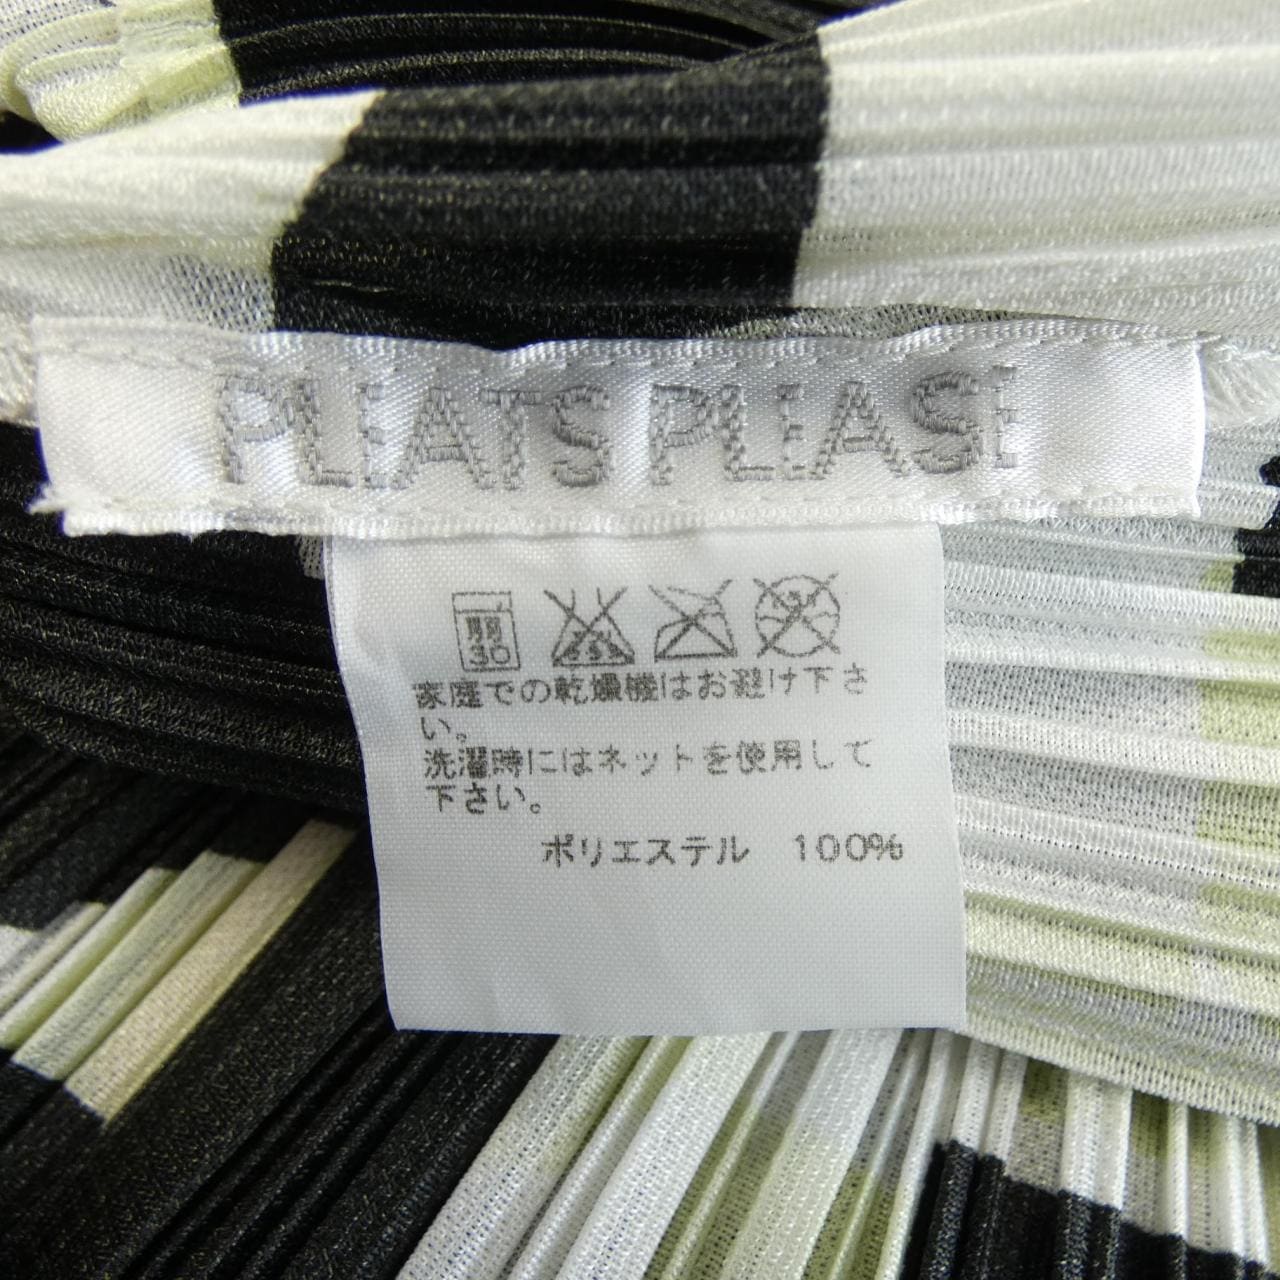 PLEATS PLEASE
30
家庭での乾燥機はお避け下さ
い。
洗濯時にはネットを使用して
下さい。
ポリエステル 100%